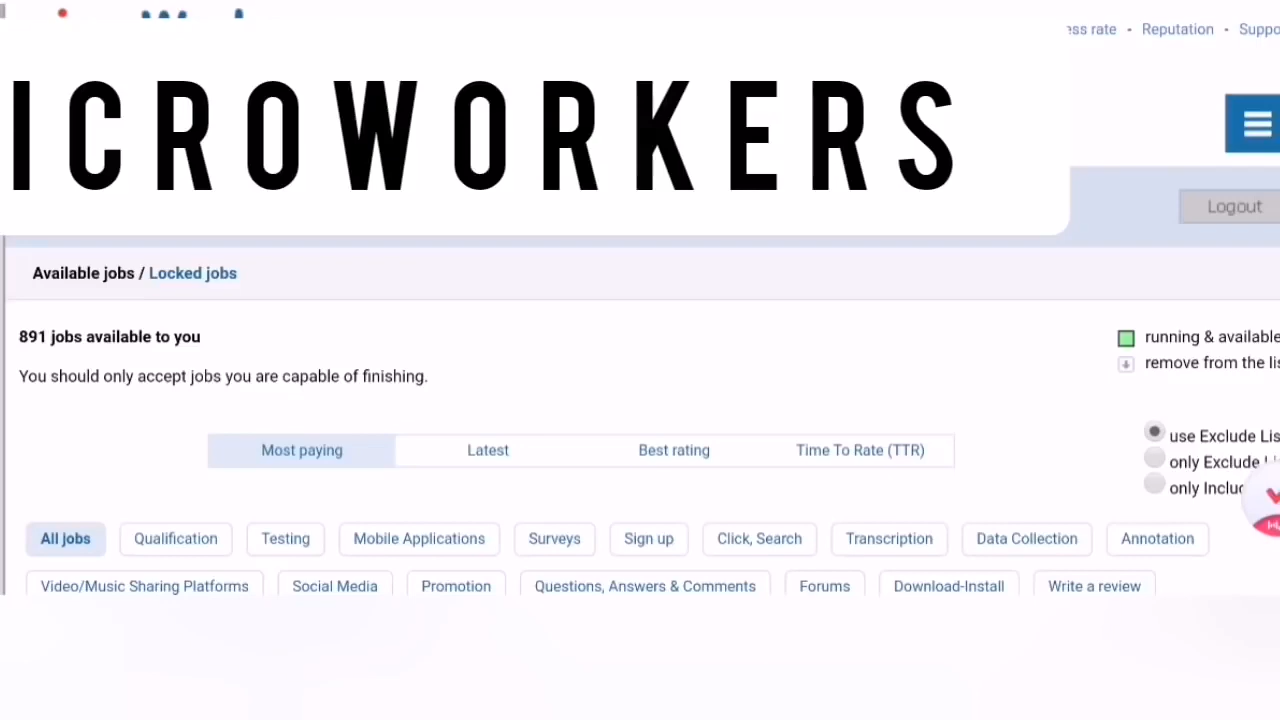 ess rate - Reputation - Suppo
ICROWORKERS
Logout
Available jobs / Locked jobs
891 jobs available to you
running & available
remove from the lis
You should only accept jobs you are capable of finishing.
Most paying Latest Best rating Time To Rate (TTR)
use Exclude Lis
only Exclude
only Includ
All jobs Qualification Testing Mobile Applications Surveys Sign up Click, Search Transcription Data Collection Annotation
Video/Music Sharing Platforms Social Media Promotion Questions, Answers & Comments Forums Download-Install Write a review